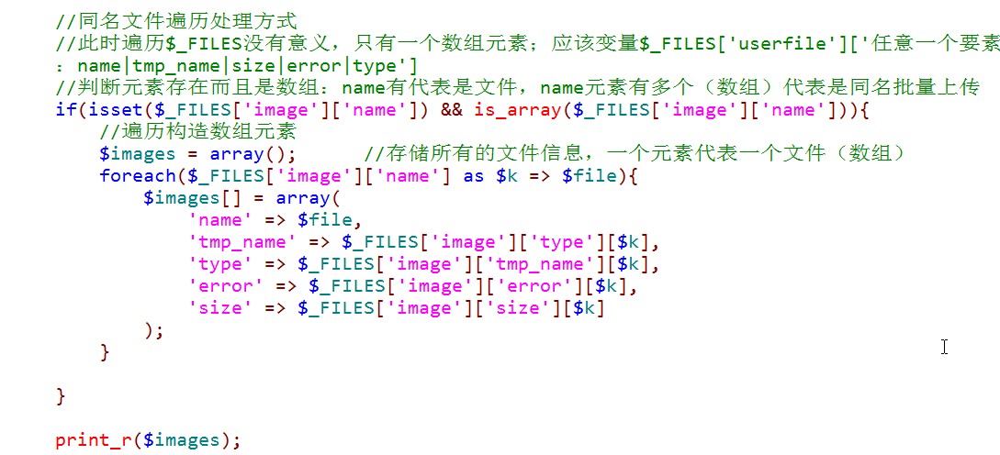 //同名文件遍历处理方式
//此时遍历$_FILES没有意义，只有一个数组元素；应该变量$_FILES['userfile']['任意一个要素
：name|tmp_name|size|error|type']
//判断元素存在而且是数组：name有代表是文件，name元素有多个（数组）代表是同名批量上传
if(isset($_FILES['image']['name']) && is_array($_FILES['image']['name'])){
    //遍历构造数组元素
    $images = array();      //存储所有的文件信息，一个元素代表一个文件（数组）
    foreach($_FILES['image']['name'] as $k => $file){
        $images[] = array(
            'name' => $file,
            'tmp_name' => $_FILES['image']['type'][$k],
            'type' => $_FILES['image']['tmp_name'][$k],
            'error' => $_FILES['image']['error'][$k],
            'size' => $_FILES['image']['size'][$k]
        );
    }
}
print_r($images);